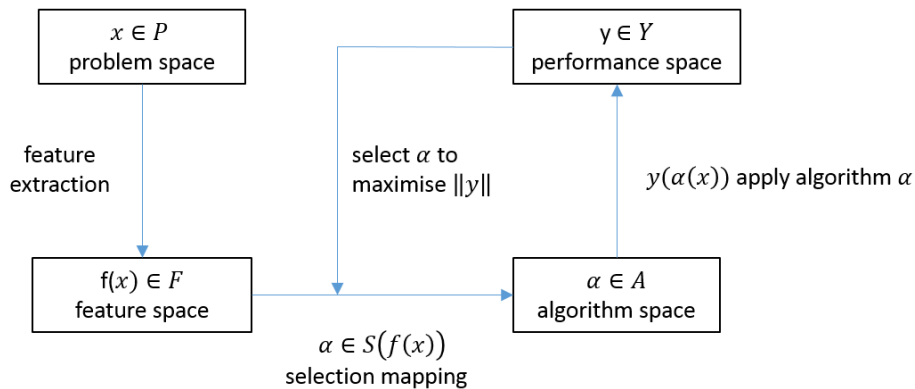 x ∈ P
problem space
y ∈ Y
performance space
feature
extraction
select α to
maximise ‖y‖
y(α(x)) apply algorithm α
f(x) ∈ F
feature space
α ∈ A
algorithm space
α ∈ S(f(x))
selection mapping